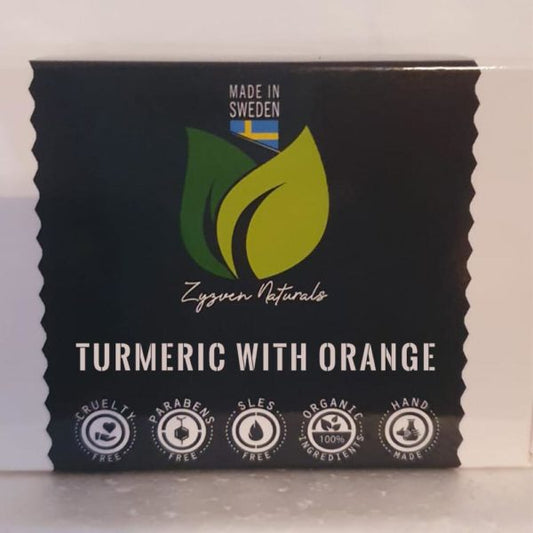 MADE IN
SWEDEN
Zyzven Naturals
TURMERIC WITH ORANGE
CRUELTY FREE
PARABENS FREE
SLES FREE
ORGANIC 100% INGREDIENTS
HAND MADE